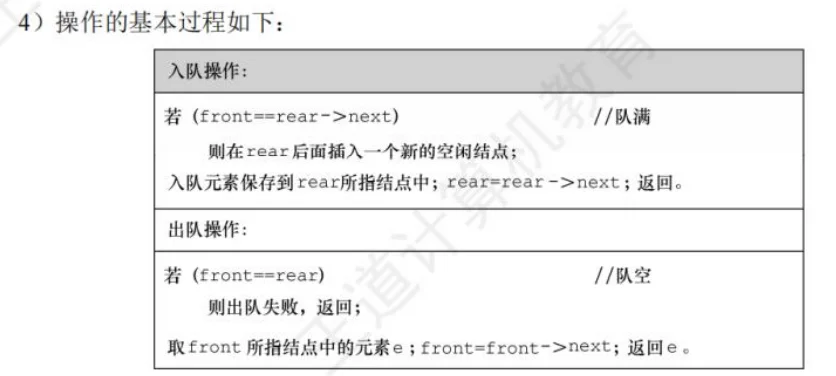 4）操作的基本过程如下：
入队操作：
若 (front==rear->next) //队满
则在rear后面插入一个新的空闲结点；
入队元素保存到rear所指结点中；rear=rear->next；返回。
出队操作：
若 (front==rear) //队空
则出队失败，返回；
取front 所指结点中的元素e；front=front->next；返回e。
王道计算机教育